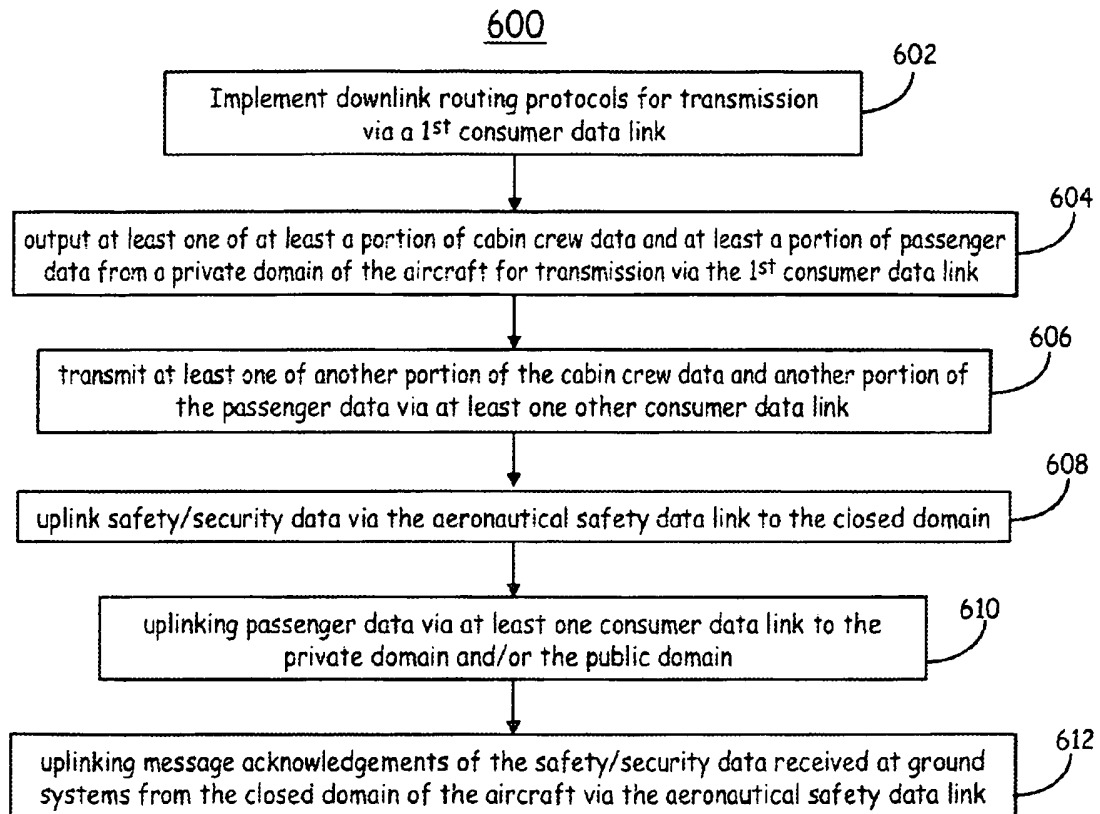 600
602
Implement downlink routing protocols for transmission
via a 1st consumer data link
604
output at least one of at least a portion of cabin crew data and at least a portion of passenger
data from a private domain of the aircraft for transmission via the 1st consumer data link
606
transmit at least one of another portion of the cabin crew data and another portion of
the passenger data via at least one other consumer data link
608
uplink safety/security data via the aeronautical safety data link to the closed domain
610
uplinking passenger data via at least one consumer data link to the
private domain and/or the public domain
612
uplinking message acknowledgements of the safety/security data received at ground
systems from the closed domain of the aircraft via the aeronautical safety data link